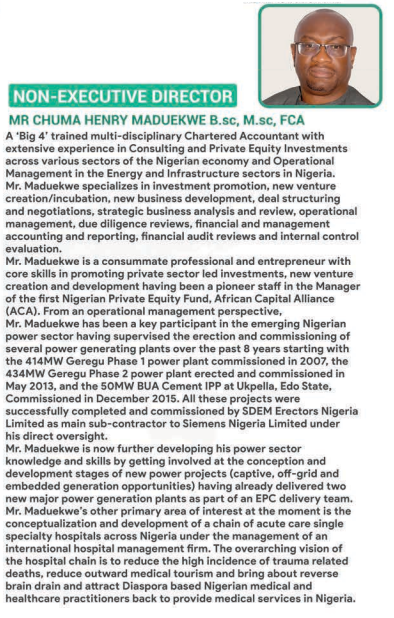 NON-EXECUTIVE DIRECTOR
MR CHUMA HENRY MADUEKWE B.sc, M.sc, FCA
A ‘Big 4’ trained multi-disciplinary Chartered Accountant with
extensive experience in Consulting and Private Equity Investments
across various sectors of the Nigerian economy and Operational
Management in the Energy and Infrastructure sectors in Nigeria.
Mr. Maduekwe specializes in investment promotion, new venture
creation/incubation, new business development, deal structuring
and negotiations, strategic business analysis and review, operational
management, due diligence reviews, financial and management
accounting and reporting, financial audit reviews and internal control
evaluation.
Mr. Maduekwe is a consummate professional and entrepreneur with
core skills in promoting private sector led investments, new venture
creation and development having been a pioneer staff in the Manager
of the first Nigerian Private Equity Fund, African Capital Alliance
(ACA). From an operational management perspective,
Mr. Maduekwe has been a key participant in the emerging Nigerian
power sector having supervised the erection and commissioning of
several power generating plants over the past 8 years starting with
the 414MW Geregu Phase 1 power plant commissioned in 2007, the
434MW Geregu Phase 2 power plant erected and commissioned in
May 2013, and the 50MW BUA Cement IPP at Ukpella, Edo State,
Commissioned in December 2015. All these projects were
successfully completed and commissioned by SDEM Erectors Nigeria
Limited as main sub-contractor to Siemens Nigeria Limited under
his direct oversight.
Mr. Maduekwe is now further developing his power sector
knowledge and skills by getting involved at the conception and
development stages of new power projects (captive, off-grid and
embedded generation opportunities) having already delivered two
new major power generation plants as part of an EPC delivery team.
Mr. Maduekwe’s other primary area of interest at the moment is the
conceptualization and development of a chain of acute care single
specialty hospitals across Nigeria under the management of an
international hospital management firm. The overarching vision of
the hospital chain is to reduce the high incidence of trauma related
deaths, reduce outward medical tourism and bring about reverse
brain drain and attract Diaspora based Nigerian medical and
healthcare practitioners back to provide medical services in Nigeria.